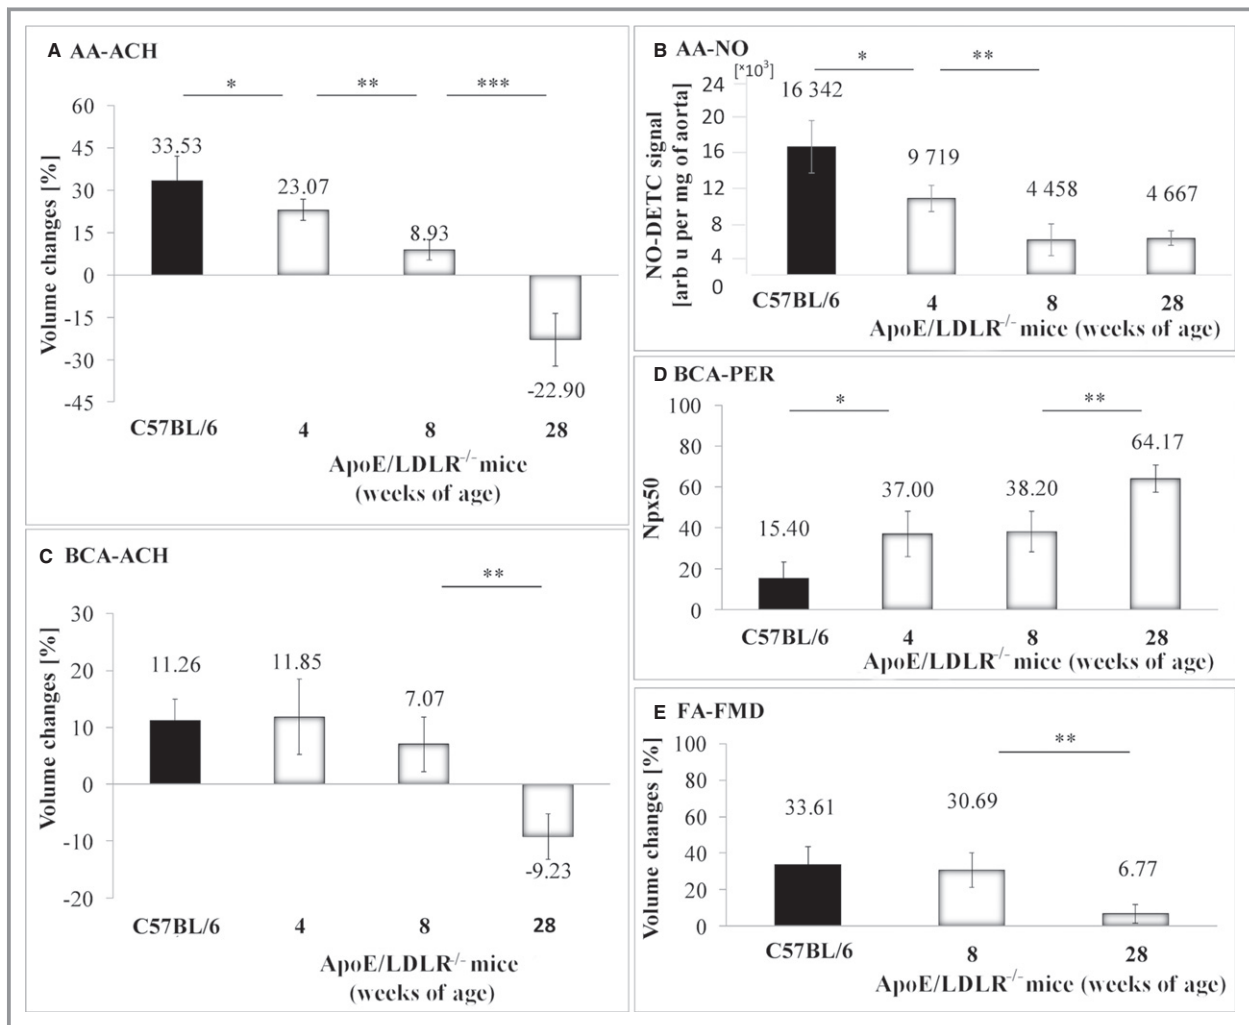 A AA-ACH
* ** ***
60
45
30
15
0
-15
-30
-45
Volume changes [%]
33.53
23.07
8.93
-22.90
C57BL/6 4 8 28
ApoE/LDLR-/- mice
(weeks of age)
B AA-NO
[×10³]
* **
24
20
16
12
8
4
0
NO-DETC signal
[arb u per mg of aorta]
16 342
9 719
4 458
4 667
C57BL/6 4 8 28
ApoE/LDLR-/- mice (weeks of age)
C BCA-ACH
**
30
20
10
0
-10
-20
Volume changes [%]
11.26
11.85
7.07
-9.23
C57BL/6 4 8 28
ApoE/LDLR-/- mice
(weeks of age)
D BCA-PER
* **
100
80
60
40
20
0
Npx50
15.40
37.00
38.20
64.17
C57BL/6 4 8 28
ApoE/LDLR-/- mice (weeks of age)
E FA-FMD
**
100
80
60
40
20
0
Volume changes [%]
33.61
30.69
6.77
C57BL/6 8 28
ApoE/LDLR-/- mice (weeks of age)